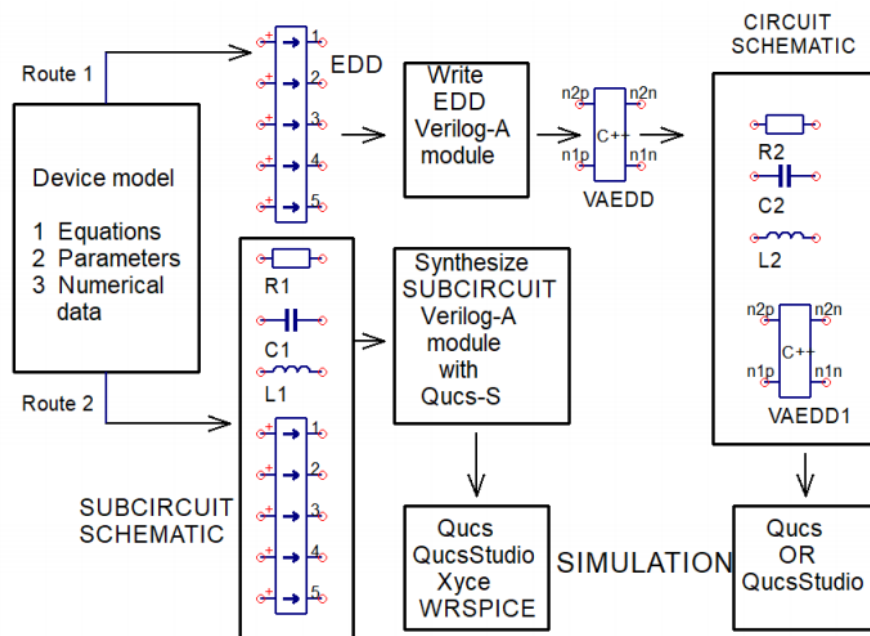 Route 1
Device model
1 Equations
2 Parameters
3 Numerical
data
Route 2
+ 1
+ 2
+ 3
+ 4
+ 5
EDD
Write
EDD
Verilog-A
module
n2p n2n
C++
n1p n1n
VAEDD
CIRCUIT
SCHEMATIC
R2
C2
L2
n2p n2n
C++
n1p n1n
VAEDD1
R1
C1
L1
+ 1
+ 2
+ 3
+ 4
+ 5
SUBCIRCUIT
SCHEMATIC
Synthesize
SUBCIRCUIT
Verilog-A
module
with
Qucs-S
Qucs
QucsStudio
Xyce
WRSPICE
SIMULATION
Qucs
OR
QucsStudio